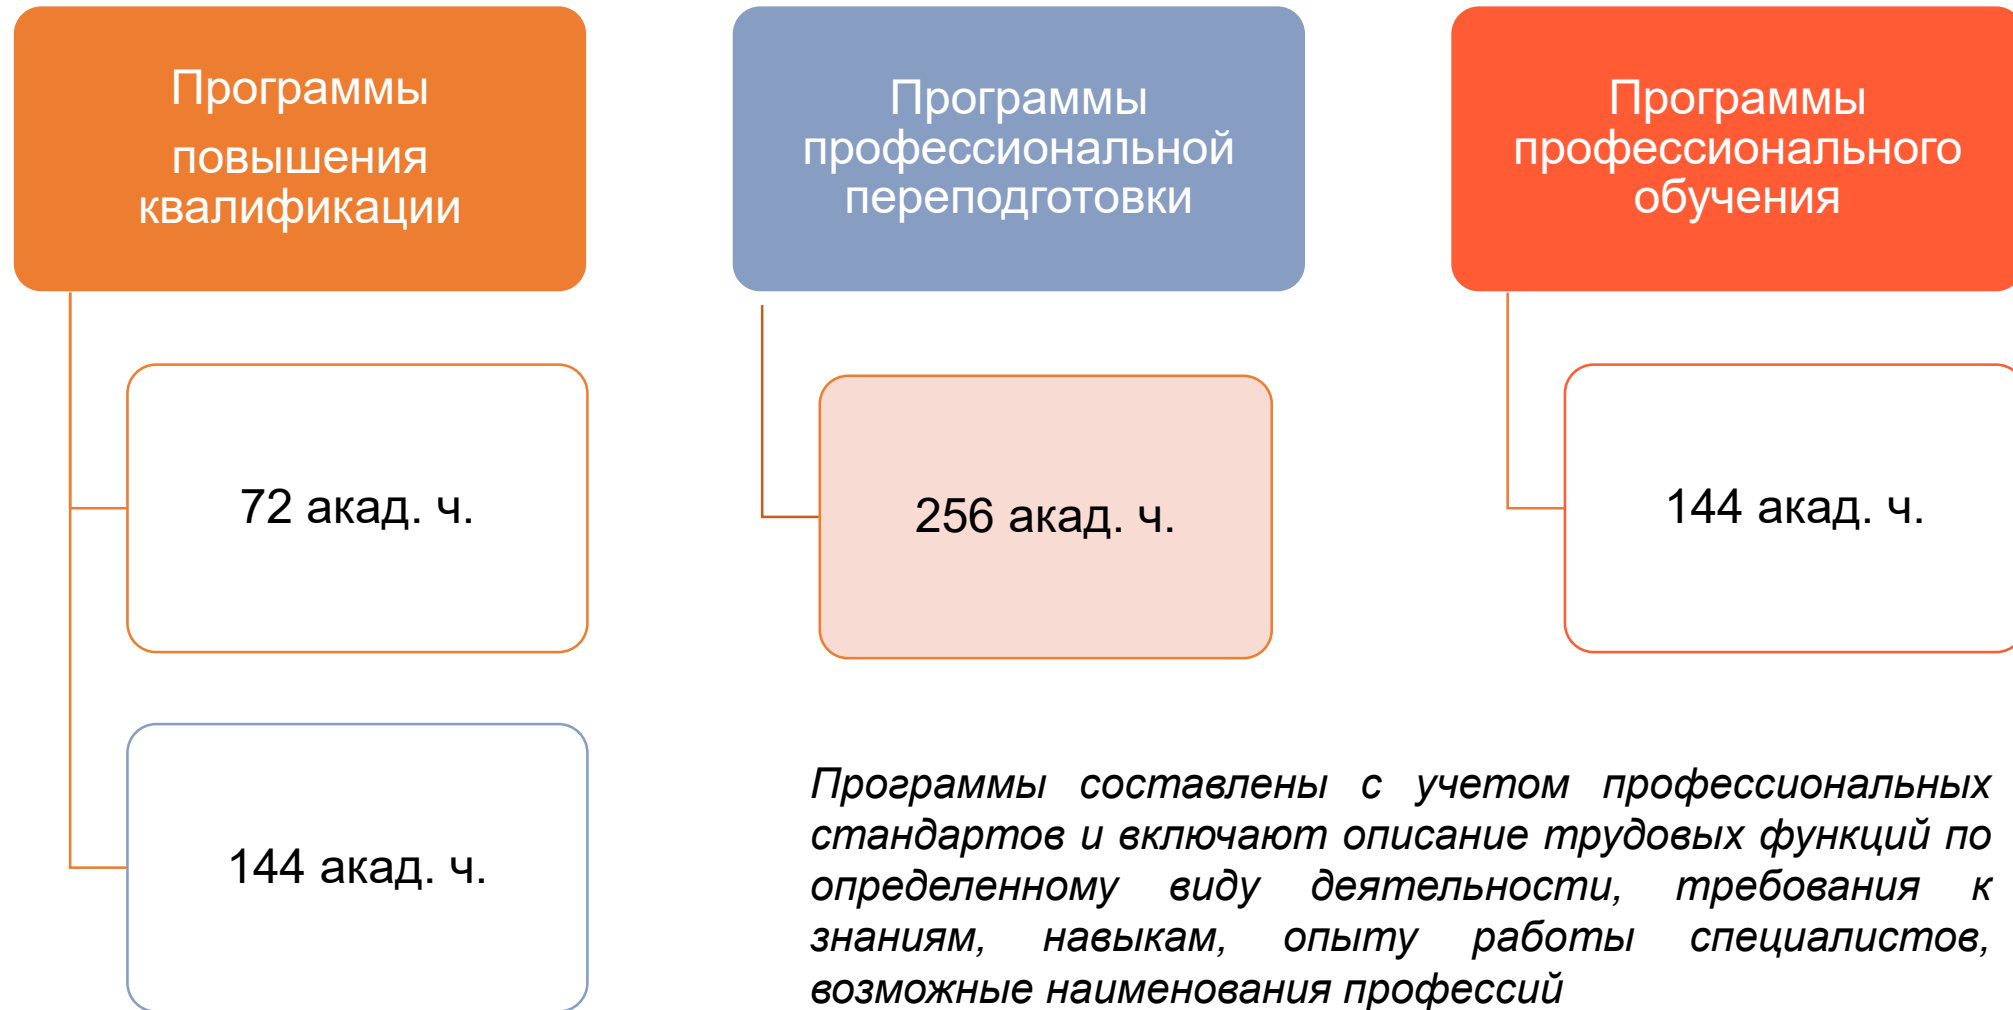 Программы
повышения
квалификации
Программы
профессиональной
переподготовки
Программы
профессионального
обучения
72 акад. ч.
256 акад. ч.
144 акад. ч.
144 акад. ч.
Программы составлены с учетом профессиональных
стандартов и включают описание трудовых функций по
определенному виду деятельности, требования к
знаниям, навыкам, опыту работы специалистов,
возможные наименования профессий